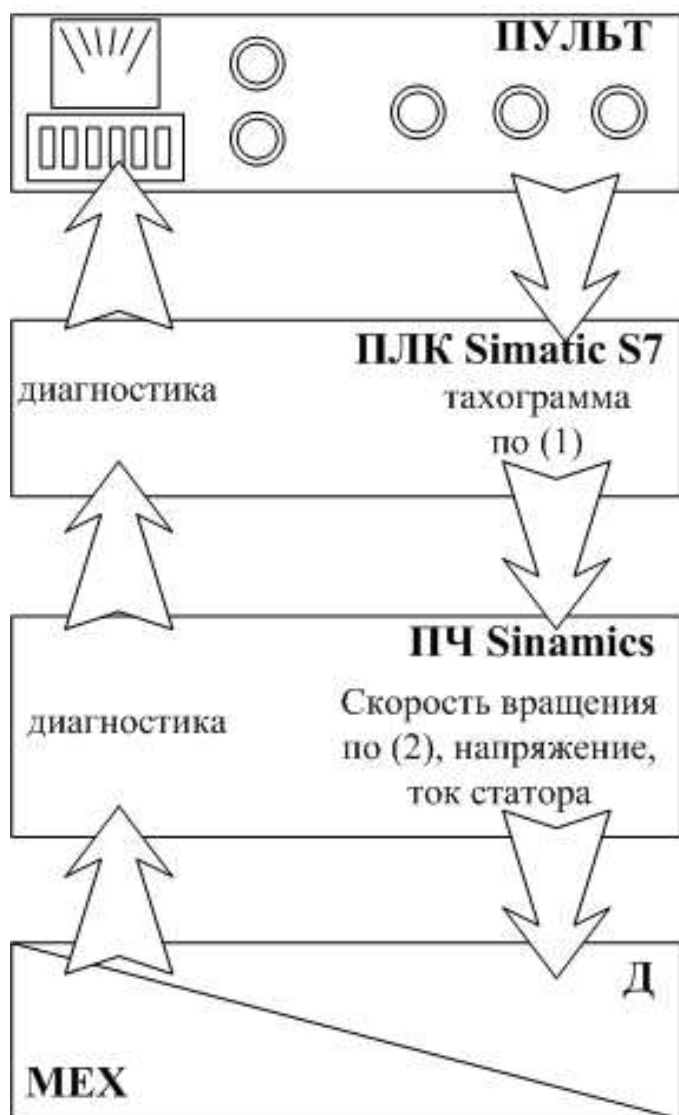 ПУЛЬТ
ПЛК Simatic S7
диагностика
тахограмма
по (1)
ПЧ Sinamics
диагностика
Скорость вращения
по (2), напряжение,
ток статора
Д
МЕХ